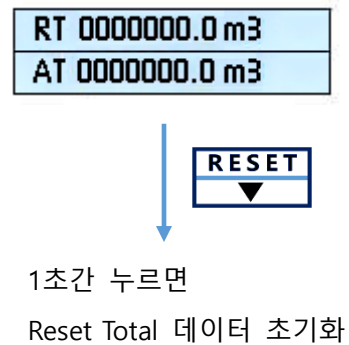 RT 0000000.0 m3
AT 0000000.0 m3
RESET
1초간 누르면
Reset Total 데이터 초기화